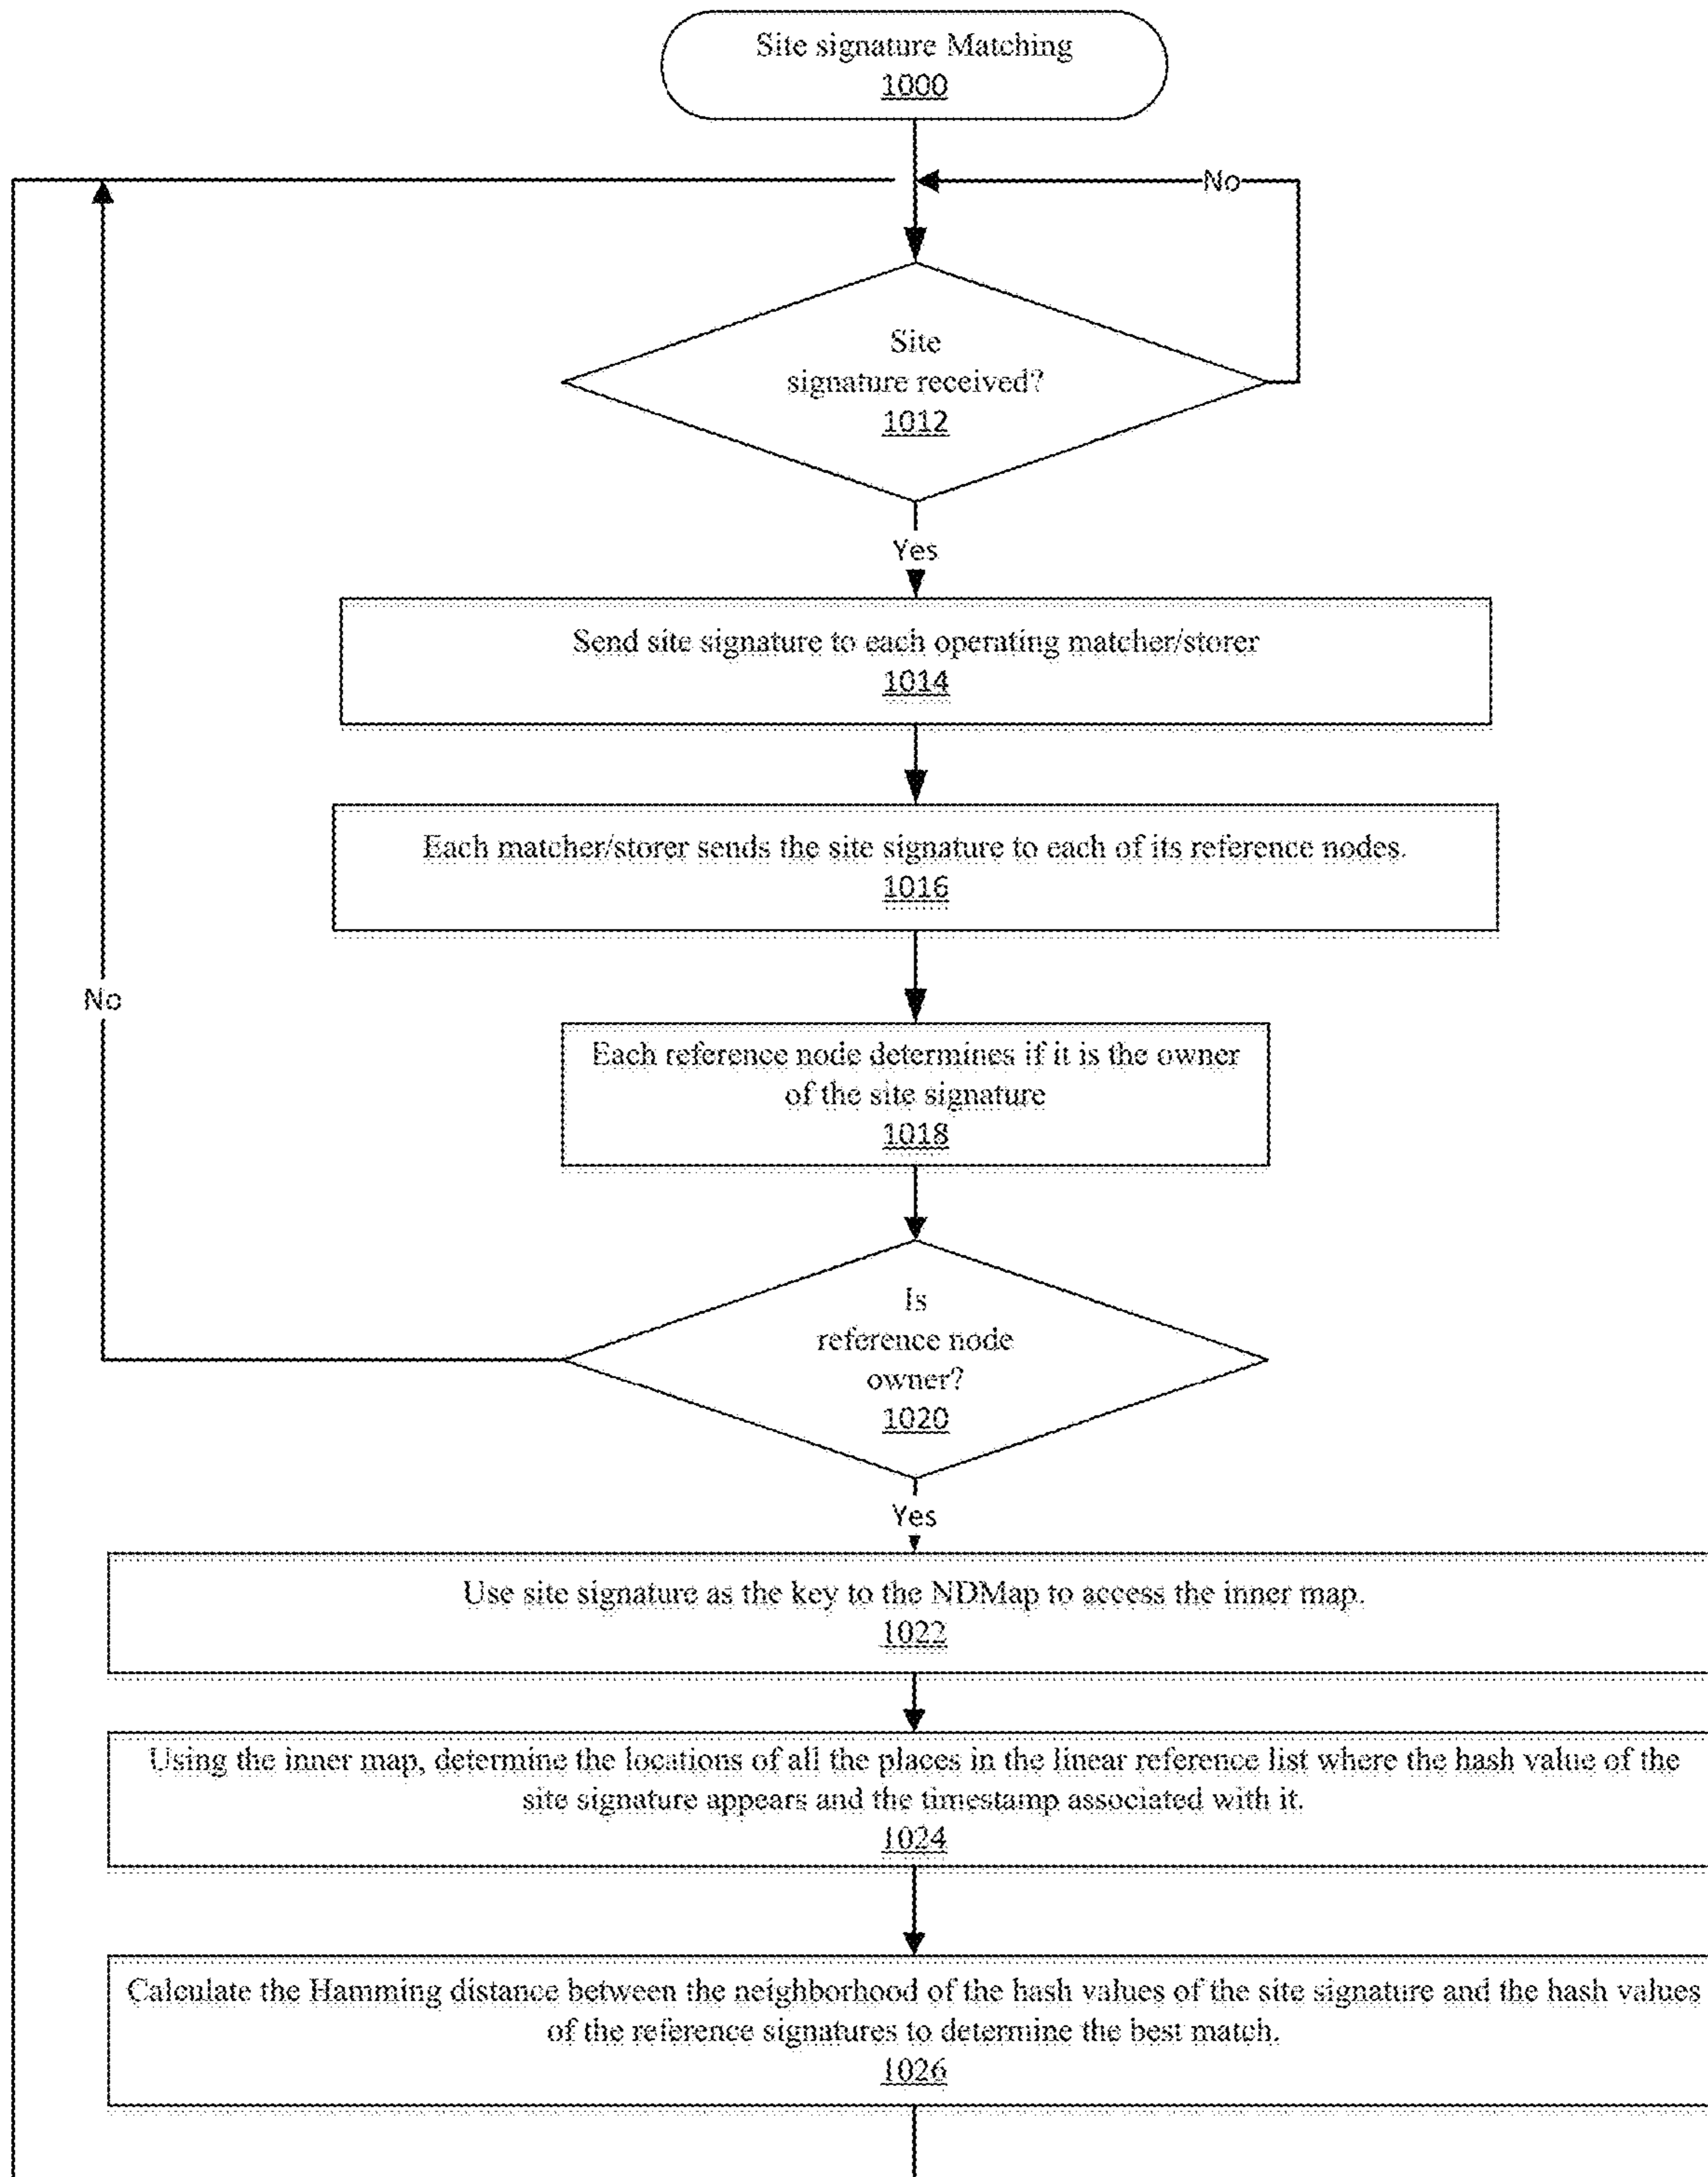 Site signature Matching
1000
No
Site
signature received?
1012
Yes
Send site signature to each operating matcher/storer
1014
Each matcher/storer sends the site signature to each of its reference nodes.
1016
No
Each reference node determines if it is the owner
of the site signature
1018
Is
reference node
owner?
1020
Yes
Use site signature as the key to the NDMap to access the inner map.
1022
Using the inner map, determine the locations of all the places in the linear reference list where the hash value of the
site signature appears and the timestamp associated with it.
1024
Calculate the Hamming distance between the neighborhood of the hash values of the site signature and the hash values
of the reference signatures to determine the best match.
1026